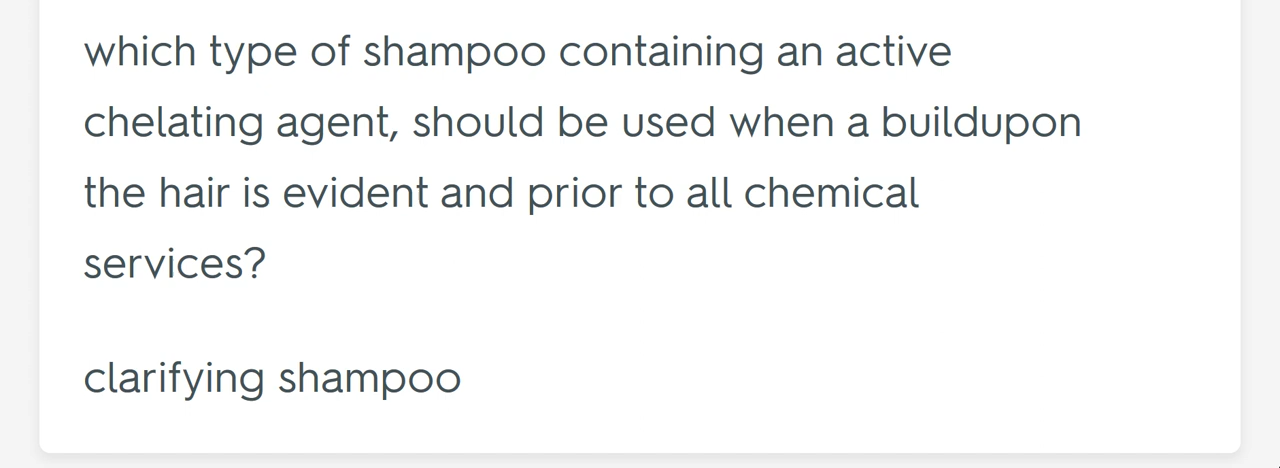 which type of shampoo containing an active
chelating agent, should be used when a buildupon
the hair is evident and prior to all chemical
services?
clarifying shampoo